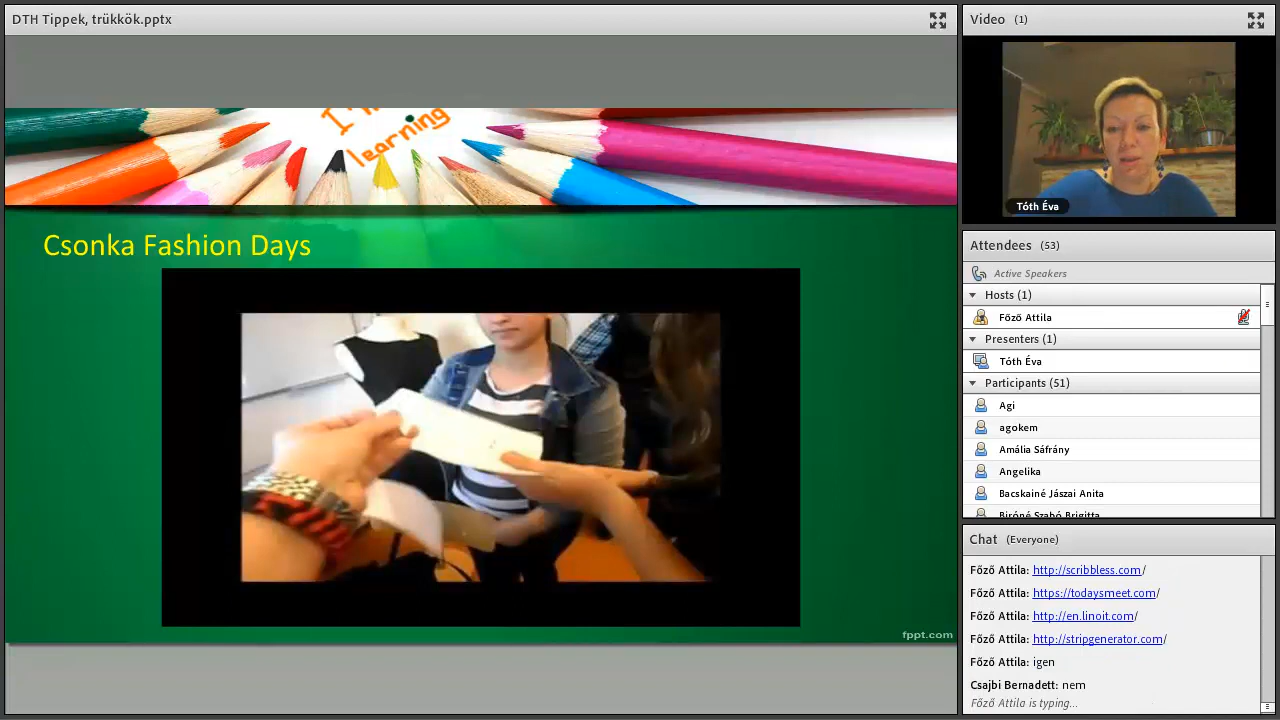 DTH Tippek, trükkök.pptx
learning
Csonka Fashion Days
fppt.com
Video (1)
Tóth Éva
Attendees (53)
Active Speakers
Hosts (1)
Főző Attila
Presenters (1)
Tóth Éva
Participants (51)
Agi
agokem
Amália Sáfrány
Angelika
Bacskainé Jászai Anita
Bíróné Szabó Brigitta
Chat (Everyone)
Főző Attila: http://scribbless.com/
Főző Attila: https://todaysmeet.com/
Főző Attila: http://en.linoit.com/
Főző Attila: http://stripgenerator.com/
Főző Attila: igen
Csajbi Bernadett: nem
Főző Attila is typing...